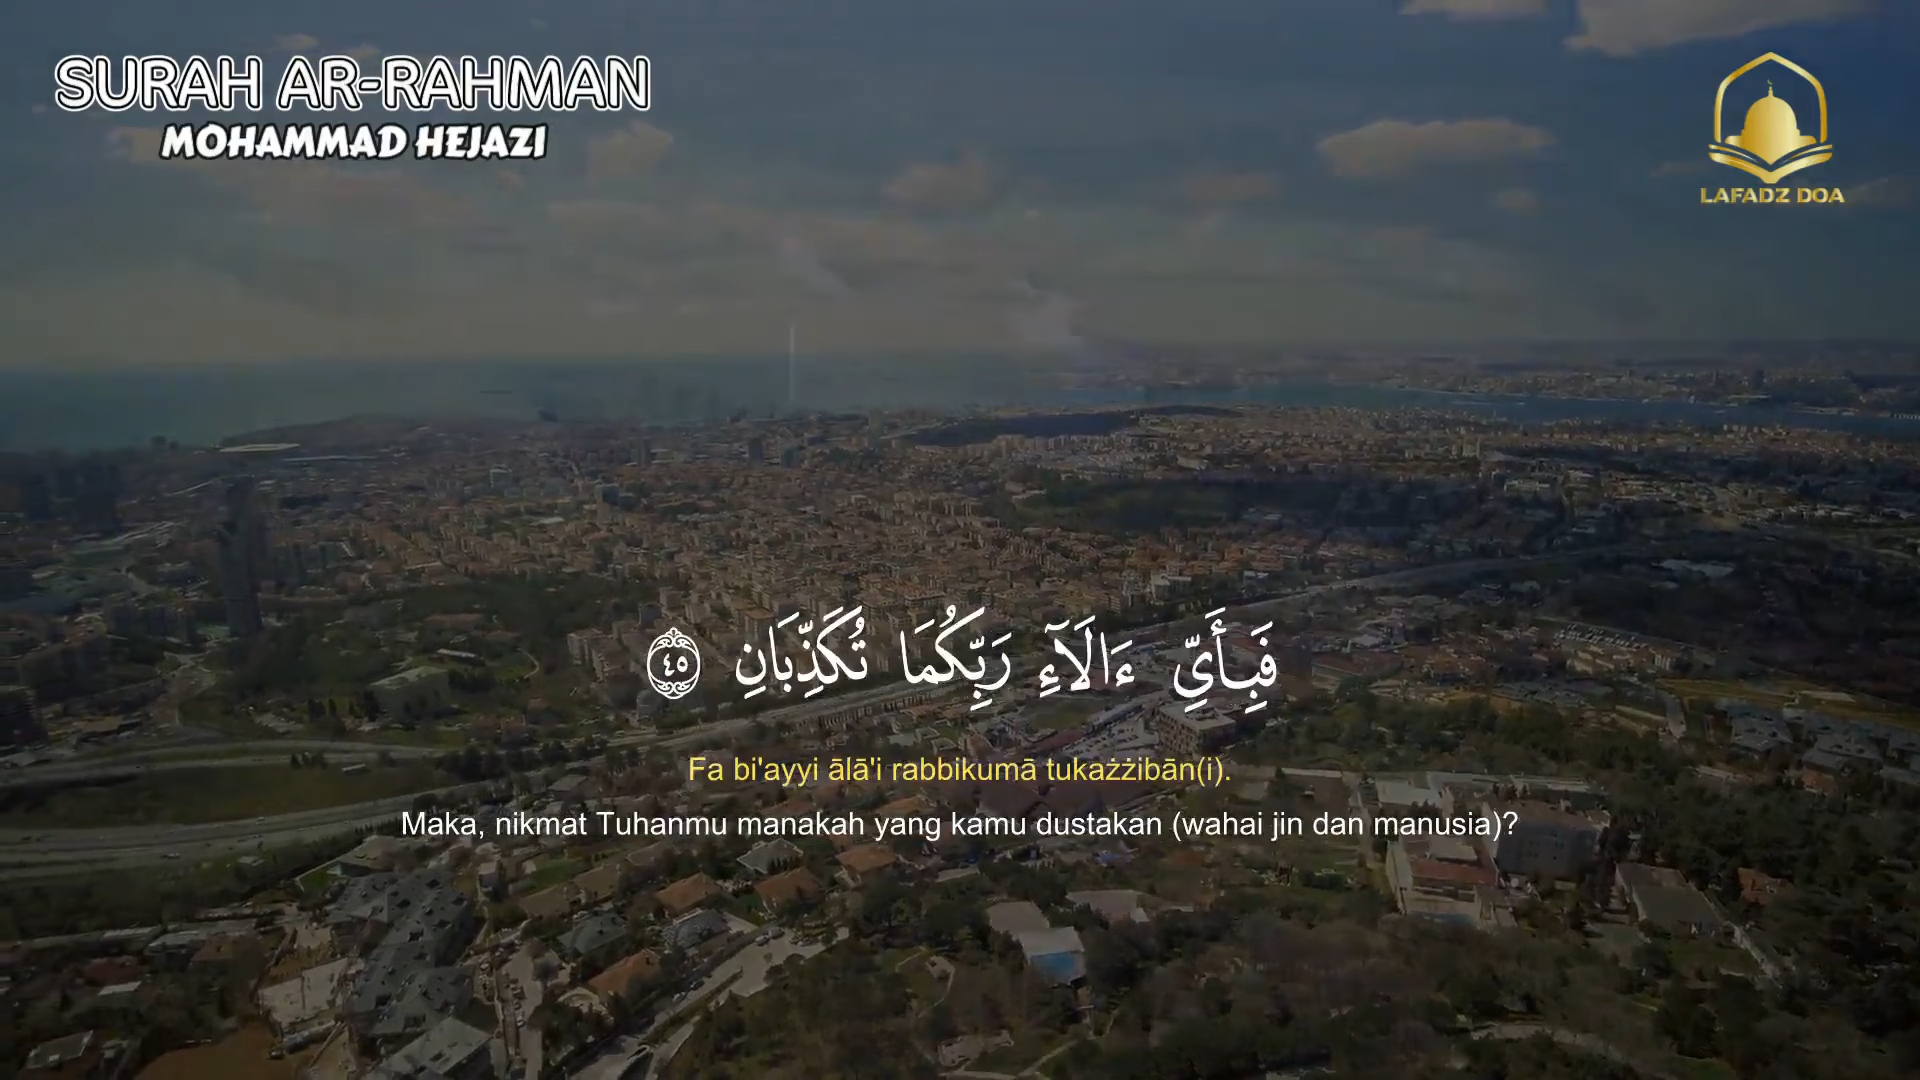 SURAH AR-RAHMAN
MOHAMMAD HEJAZI
LAFADZ DOA
فَبِأَيِّ ءَالَآءِ رَبِّكُمَا تُكَذِّبَانِ ٤٥
Fa bi'ayyi ālā'i rabbikumā tukażżibān(i).
Maka, nikmat Tuhanmu manakah yang kamu dustakan (wahai jin dan manusia)?